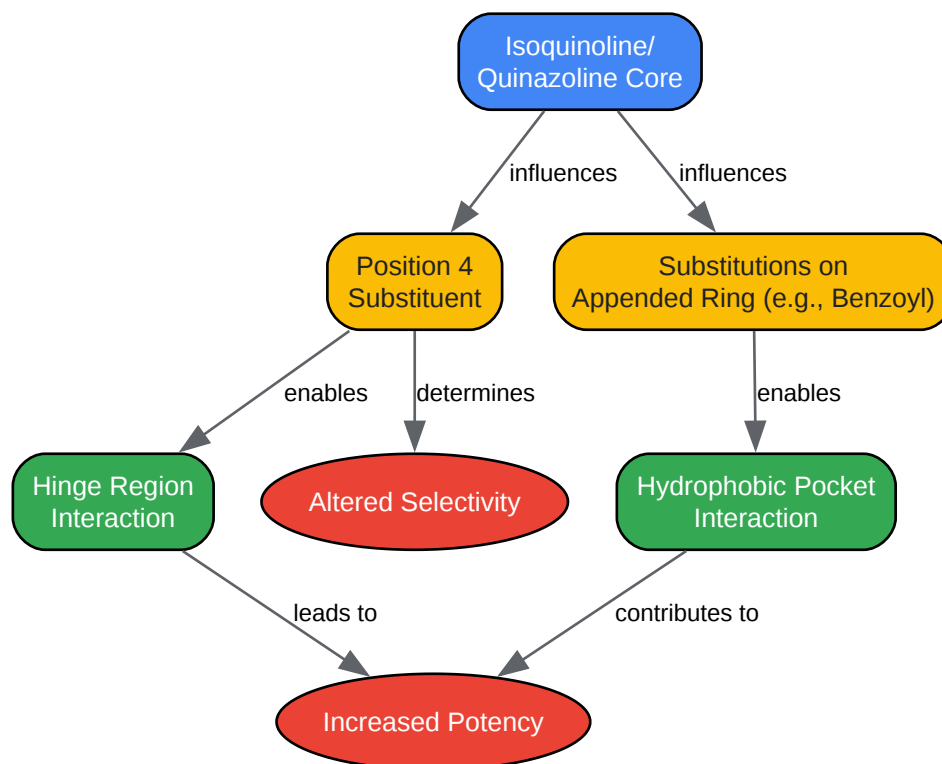 Isoquinoline/
Quinazoline Core
influences
influences
Position 4
Substituent
Substitutions on
Appended Ring (e.g., Benzoyl)
enables
determines
enables
Hinge Region
Interaction
Altered Selectivity
Hydrophobic Pocket
Interaction
leads to
contributes to
Increased Potency